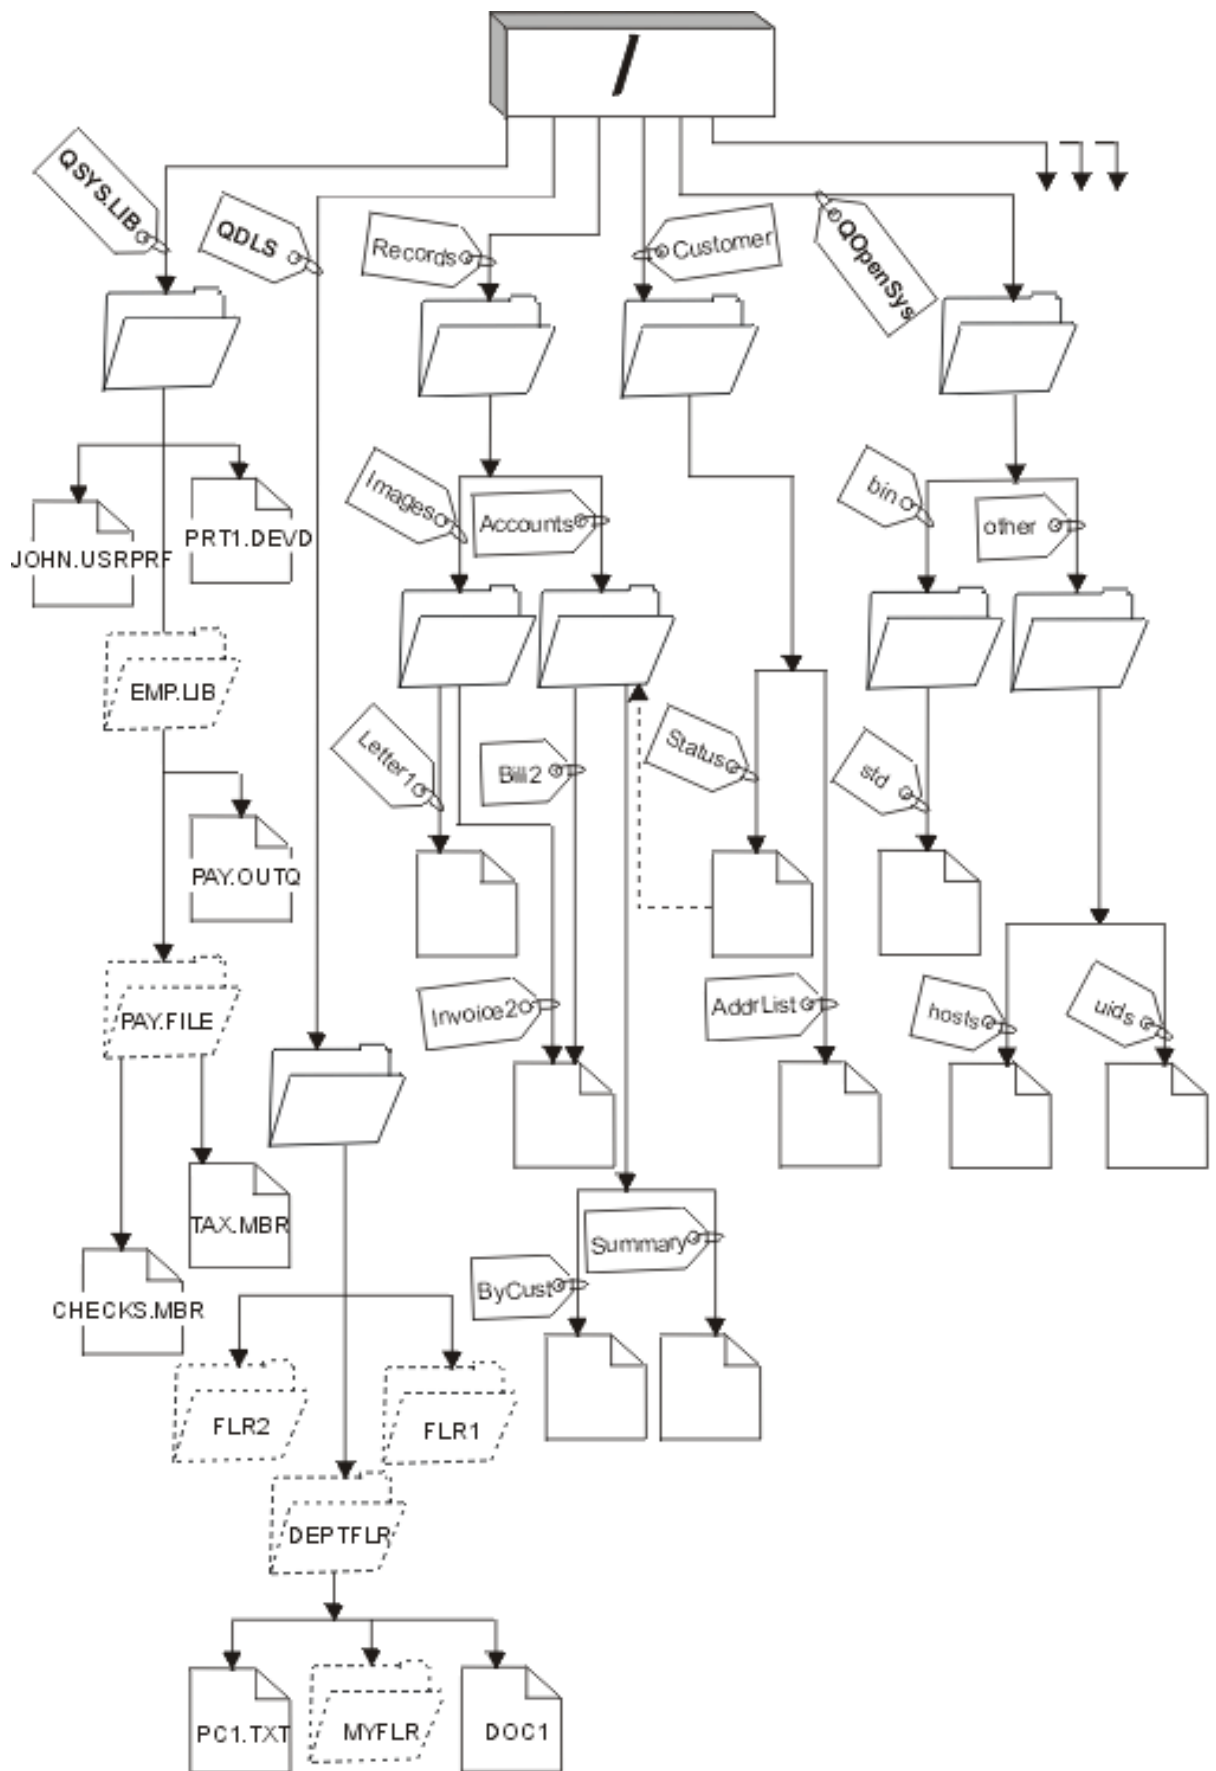 /
QSYS.LIB
QDLS
Records
Customer
QOpenSys
Images
Accounts
bin
other
JOHN.USRPRF
PRT1.DEVD
EMP.LIB
Letter1
Bill2
Status
std
PAY.OUTQ
PAY.FILE
Invoice2
AddrList
hosts
uids
TAX.MBR
Summary
ByCust
CHECKS.MBR
FLR2
FLR1
DEPTFLR
PC1.TXT
MYFLR
DOC1